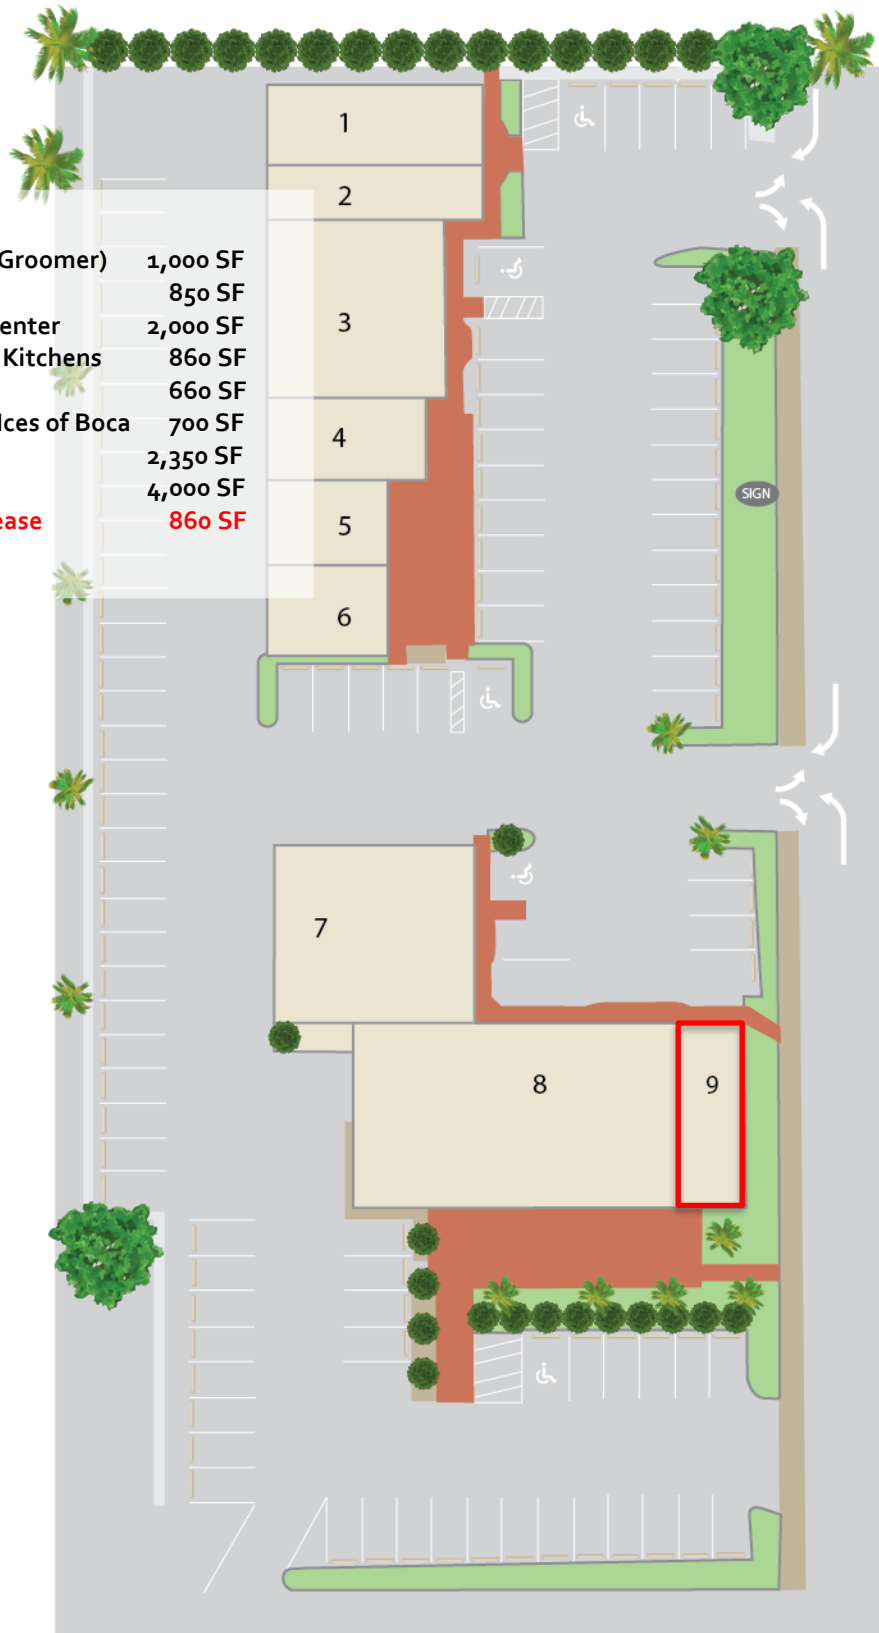 1
2
Groomer) 1,000 SF
850 SF
enter 2,000 SF
3
Kitchens 860 SF
660 SF
Ices of Boca 700 SF
4
2,350 SF
4,000 SF
SIGN
ease 860 SF
5
6
7
8
9